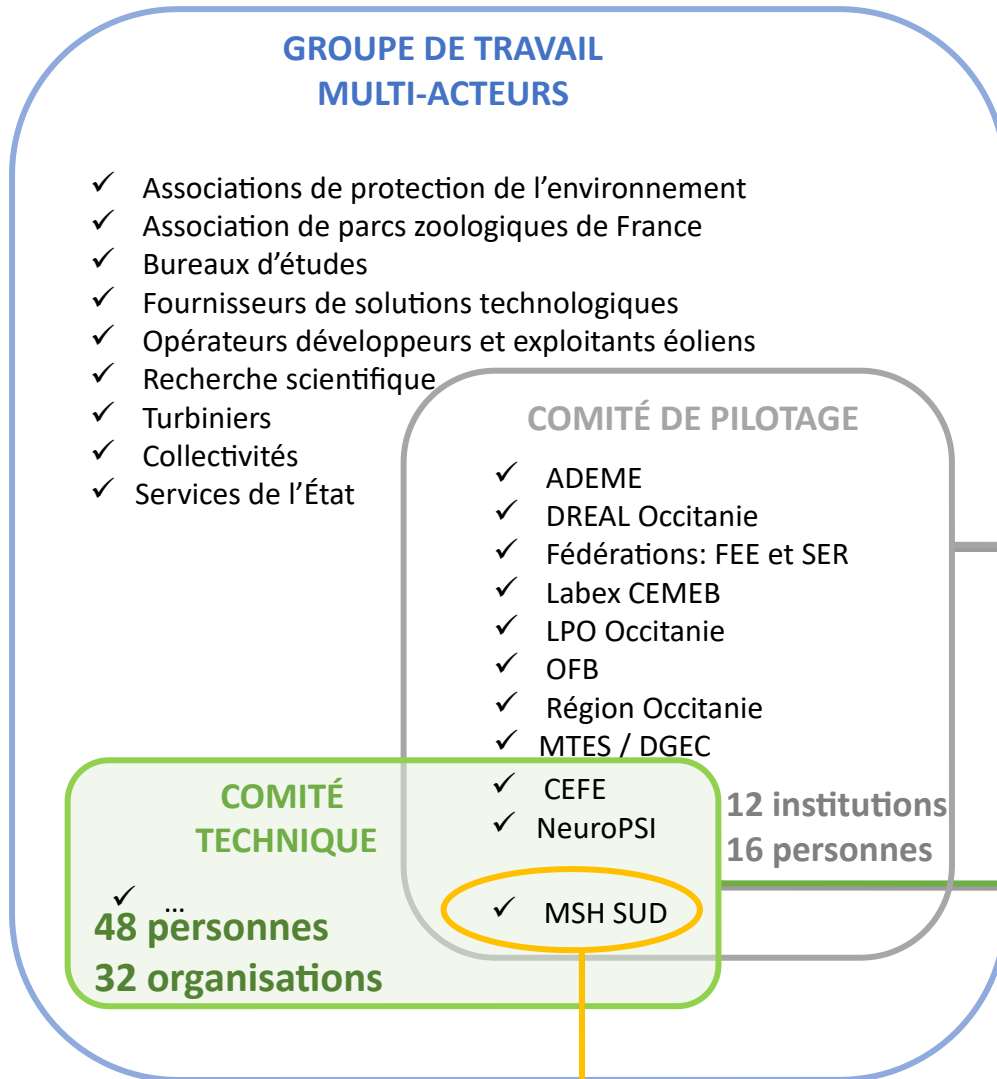 GROUPE DE TRAVAIL
MULTI-ACTEURS
✓ Associations de protection de l’environnement
✓ Association de parcs zoologiques de France
✓ Bureaux d’études
✓ Fournisseurs de solutions technologiques
✓ Opérateurs développeurs et exploitants éoliens
✓ Recherche scientifique
✓ Turbiniers
✓ Collectivités
✓ Services de l’État
COMITÉ DE PILOTAGE
✓ ADEME
✓ DREAL Occitanie
✓ Fédérations: FEE et SER
✓ Labex CEMEB
✓ LPO Occitanie
✓ OFB
✓ Région Occitanie
✓ MTES / DGEC
✓ CEFE
✓ NeuroPSI
✓ MSH SUD
12 institutions
16 personnes
COMITÉ
TECHNIQUE
✓ ...
48 personnes
32 organisations